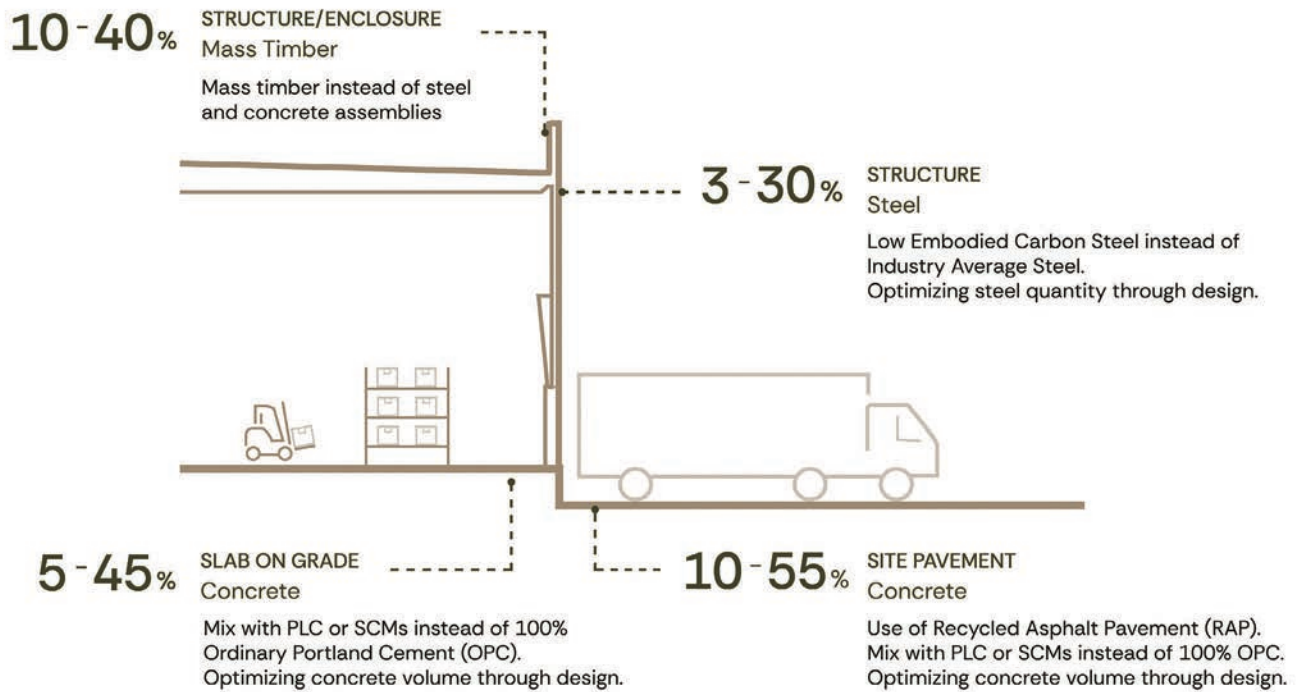 10-40%
STRUCTURE/ENCLOSURE
Mass Timber
Mass timber instead of steel
and concrete assemblies
3-30%
STRUCTURE
Steel
Low Embodied Carbon Steel instead of
Industry Average Steel.
Optimizing steel quantity through design.
5-45%
SLAB ON GRADE
Concrete
Mix with PLC or SCMs instead of 100%
Ordinary Portland Cement (OPC).
Optimizing concrete volume through design.
10-55%
SITE PAVEMENT
Concrete
Use of Recycled Asphalt Pavement (RAP).
Mix with PLC or SCMs instead of 100% OPC.
Optimizing concrete volume through design.